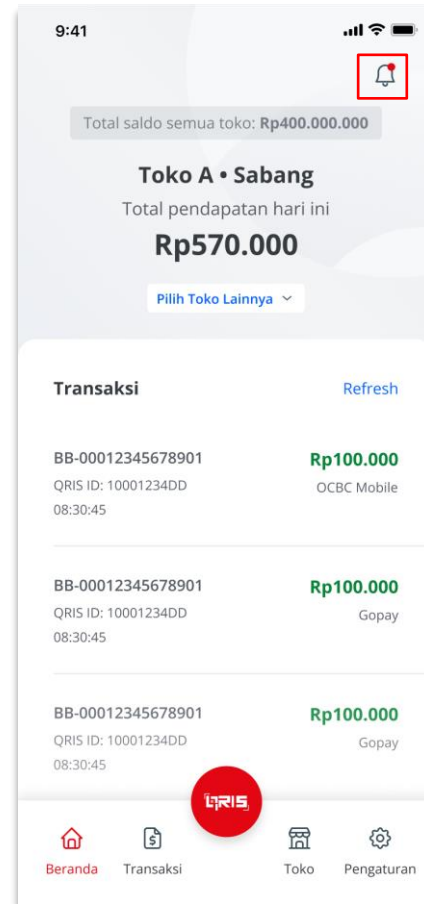 9:41
Total saldo semua toko: Rp400.000.000
Toko A • Sabang
Total pendapatan hari ini
Rp570.000
Pilih Toko Lainnya
Transaksi Refresh
BB-00012345678901 Rp100.000
QRIS ID: 10001234DD OCBC Mobile
08:30:45
BB-00012345678901 Rp100.000
QRIS ID: 10001234DD Gopay
08:30:45
BB-00012345678901 Rp100.000
QRIS ID: 10001234DD Gopay
08:30:45
QRIS
Beranda Transaksi Toko Pengaturan